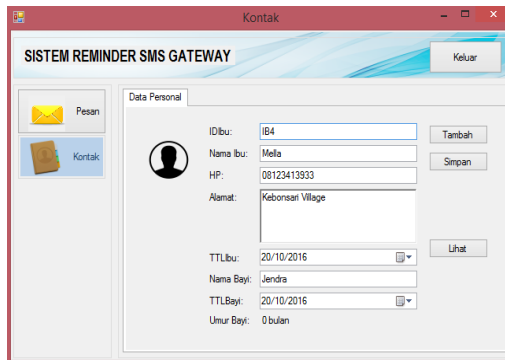 Kontak
SISTEM REMINDER SMS GATEWAY
Keluar
Pesan
Kontak
Data Personal
IDIbu: IB4
Tambah
Nama Ibu: Mella
Simpan
HP: 08123413933
Alamat: Kebonsari Village
Lihat
TTLIbu: 20/10/2016
Nama Bayi: Jendra
TTLBayi: 20/10/2016
Umur Bayi: 0 bulan